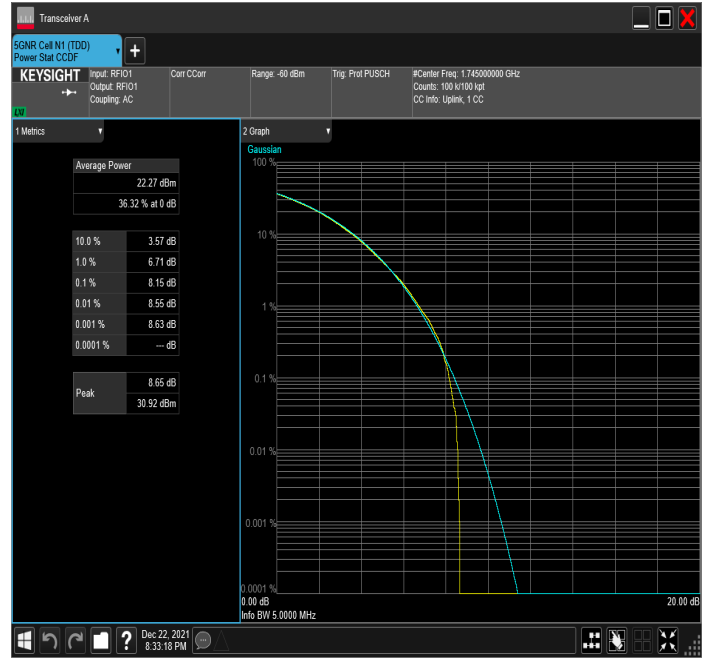 Transceiver A
5GNR Cell N1 (TDD)
Power Stat CCDF
KEYSIGHT
Input: RFIO1
Output: RFIO1
Coupling: AC
Corr CCorr
Range: -60 dBm
Trig: Prot PUSCH
#Center Freq: 1.745000000 GHz
Counts: 100 k/100 kpt
CC Info: Uplink, 1 CC
1 Metrics
Average Power
22.27 dBm
36.32 % at 0 dB
10.0 % 3.57 dB
1.0 % 6.71 dB
0.1 % 8.15 dB
0.01 % 8.55 dB
0.001 % 8.63 dB
0.0001 % --- dB
Peak
8.65 dB
30.92 dBm
2 Graph
Gaussian
100 %
10 %
1 %
0.1 %
0.01 %
0.001 %
0.0001 %
0.00 dB
20.00 dB
Info BW 5.0000 MHz
?
Dec 22, 2021
8:33:18 PM